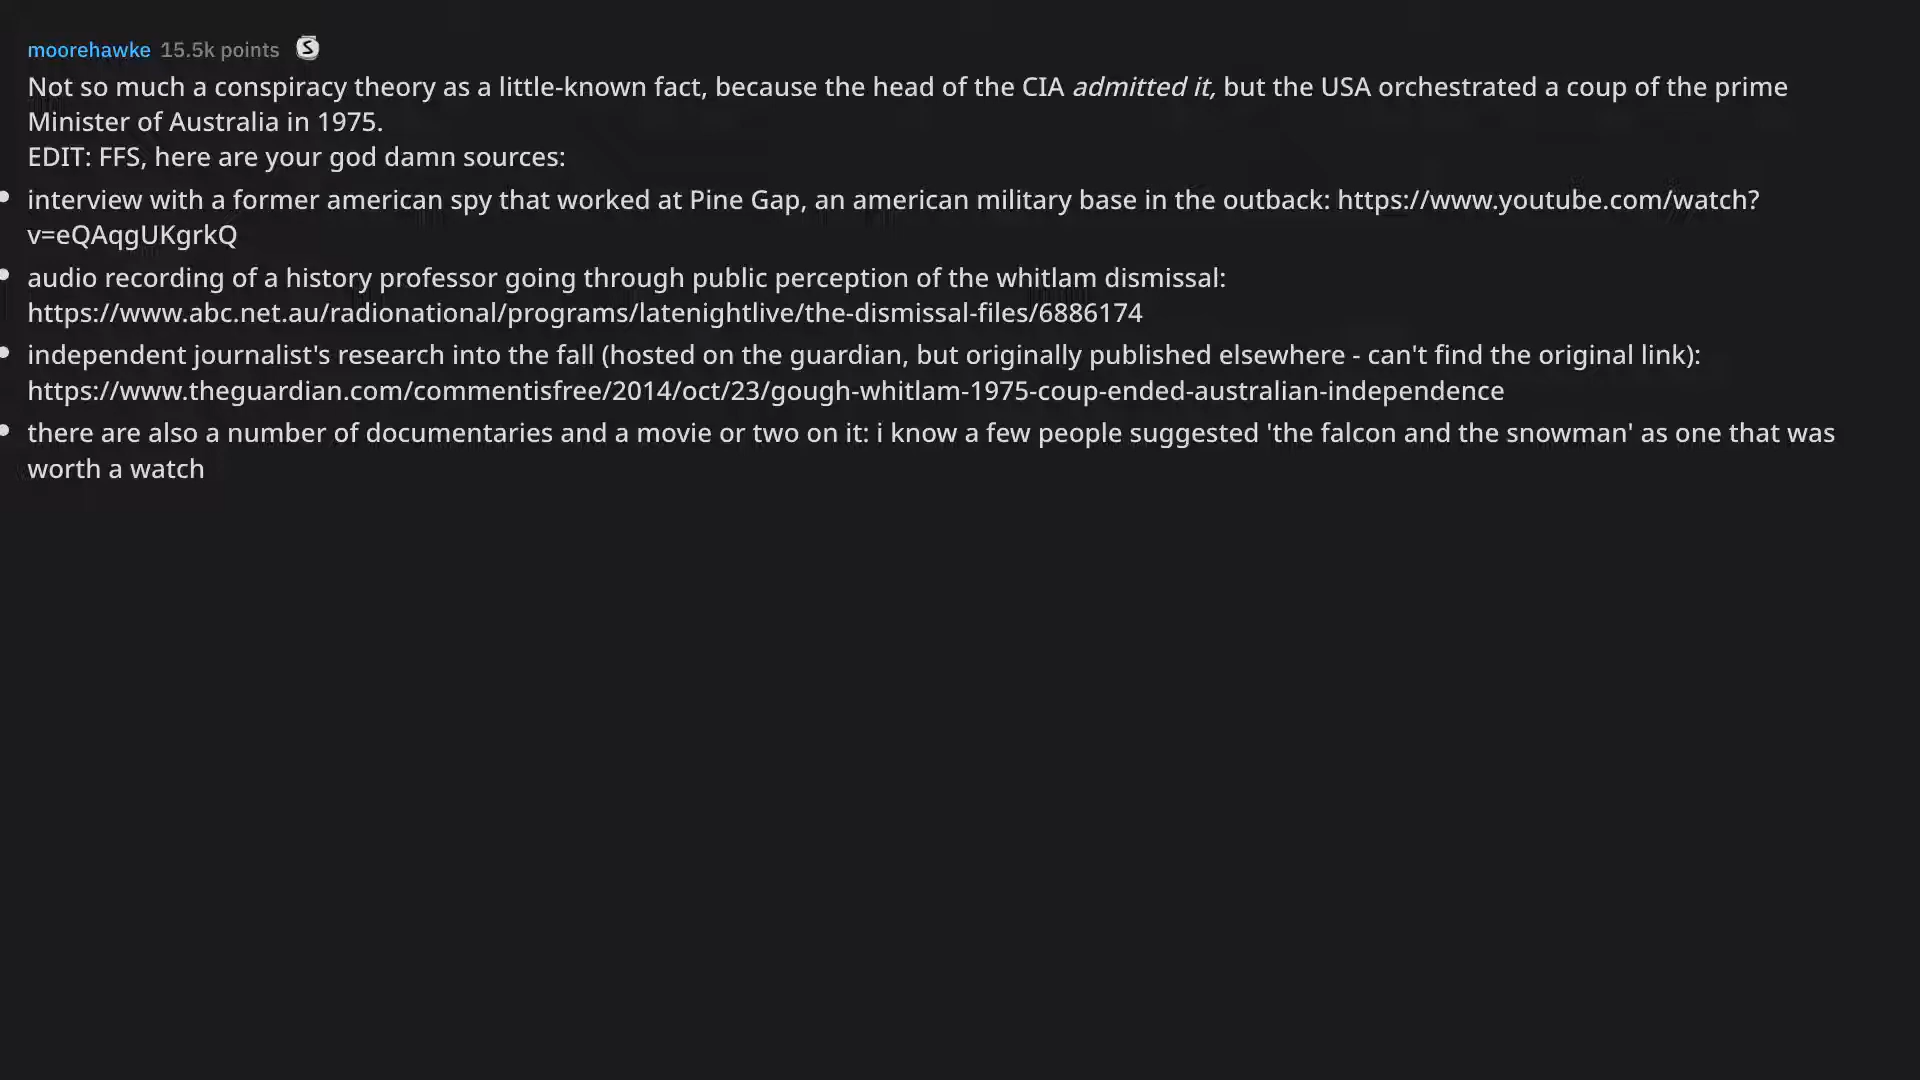 moorehawke 15.5k points S
Not so much a conspiracy theory as a little-known fact, because the head of the CIA admitted it, but the USA orchestrated a coup of the prime
Minister of Australia in 1975.
EDIT: FFS, here are your god damn sources:
interview with a former american spy that worked at Pine Gap, an american military base in the outback: https://www.youtube.com/watch?
v=eQAqgUKgrkQ
audio recording of a history professor going through public perception of the whitlam dismissal:
https://www.abc.net.au/radionational/programs/latenightlive/the-dismissal-files/6886174
independent journalist's research into the fall (hosted on the guardian, but originally published elsewhere - can't find the original link):
https://www.theguardian.com/commentisfree/2014/oct/23/gough-whitlam-1975-coup-ended-australian-independence
there are also a number of documentaries and a movie or two on it: i know a few people suggested 'the falcon and the snowman' as one that was
worth a watch